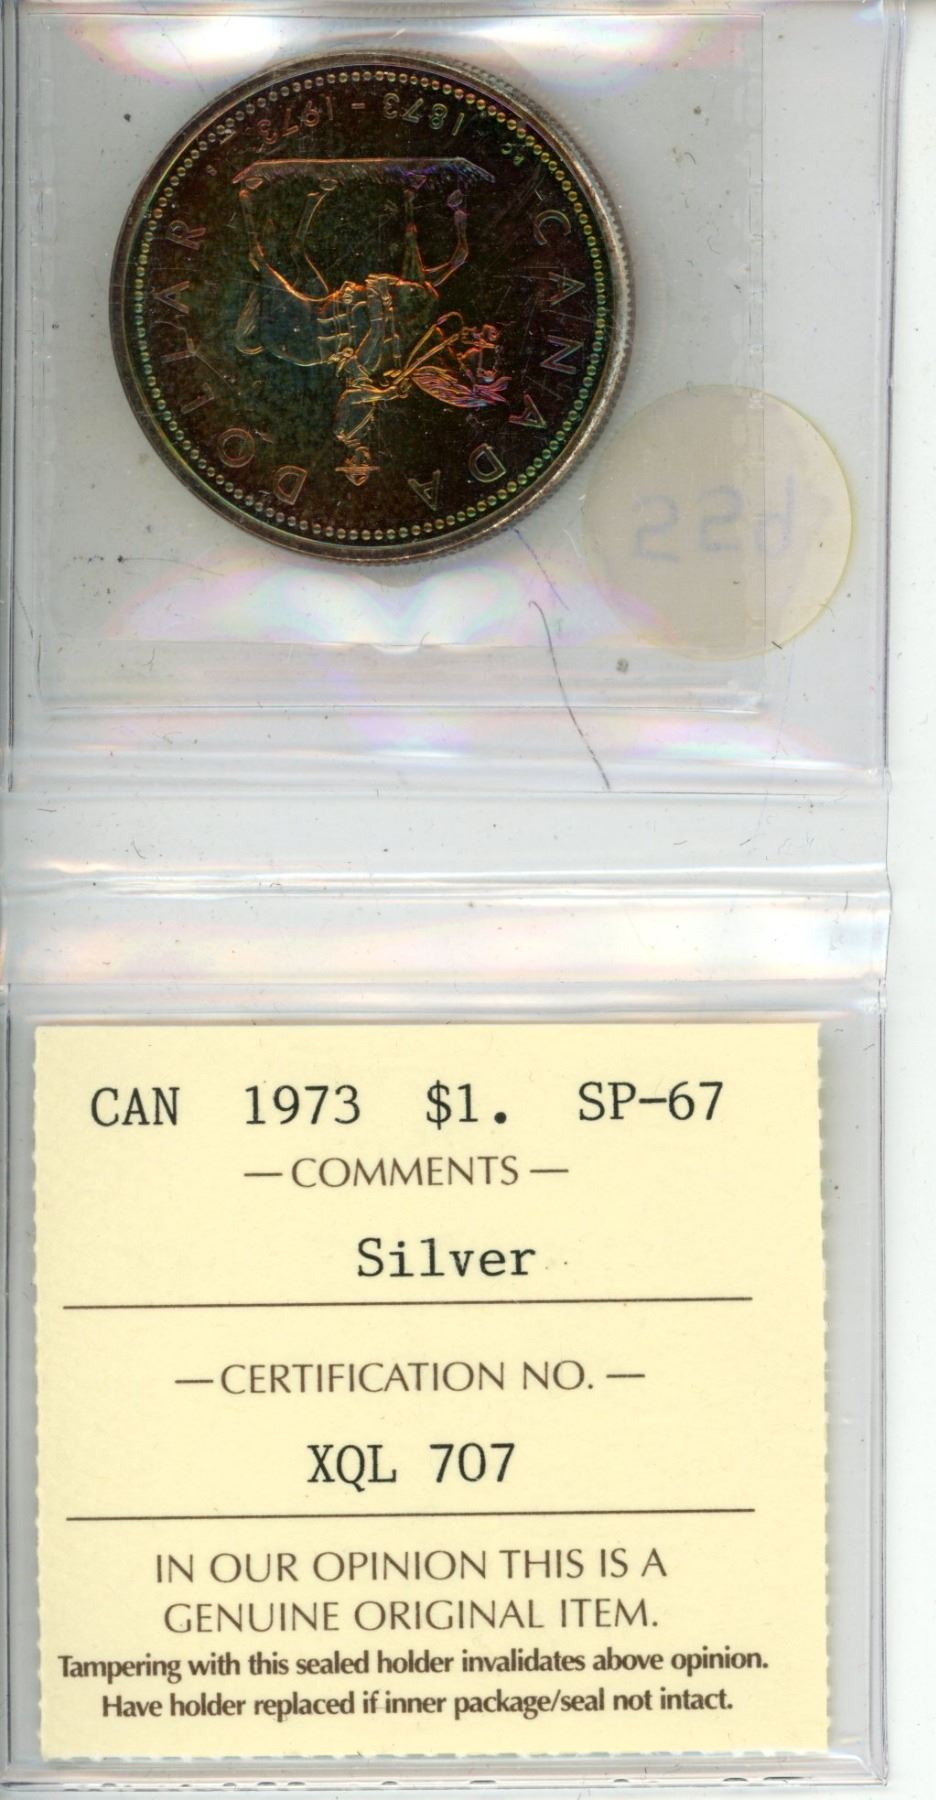 CANADA
DOLLAR
1873 - 1973
554
CAN 1973 $1. SP-67
— COMMENTS —
Silver
— CERTIFICATION NO. —
XQL 707
IN OUR OPINION THIS IS A
GENUINE ORIGINAL ITEM.
Tampering with this sealed holder invalidates above opinion.
Have holder replaced if inner package/seal not intact.